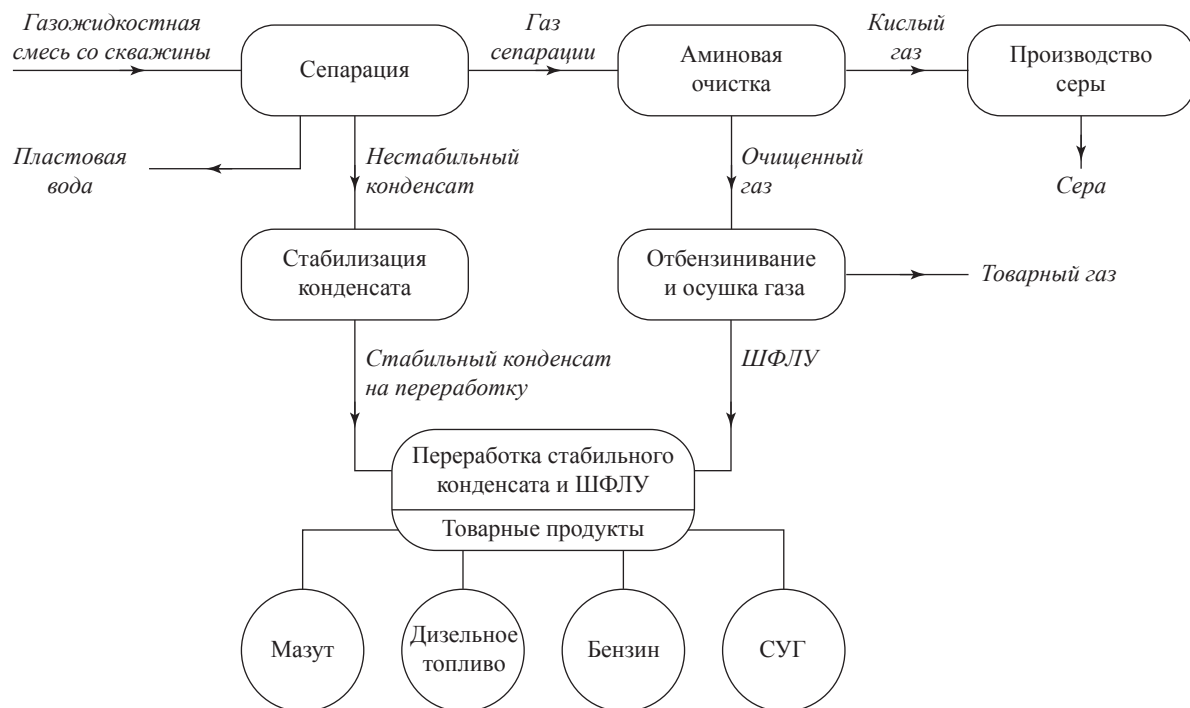 Газожидкостная
смесь со скважины
Сепарация
Газ
сепарации
Аминовая
очистка
Кислый
газ
Производство
серы
Пластовая
вода
Нестабильный
конденсат
Очищенный
газ
Сера
Стабилизация
конденсата
Отбензинивание
и осушка газа
Товарный газ
Стабильный конденсат
на переработку
ШФЛУ
Переработка стабильного
конденсата и ШФЛУ
Товарные продукты
Мазут
Дизельное
топливо
Бензин
СУГ